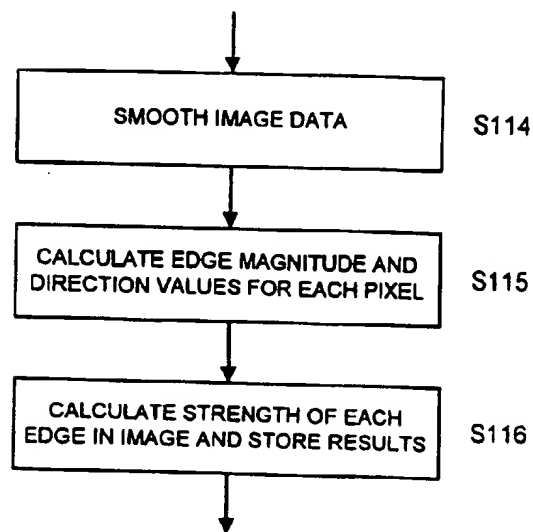 SMOOTH IMAGE DATA
S114
CALCULATE EDGE MAGNITUDE AND
DIRECTION VALUES FOR EACH PIXEL
S115
CALCULATE STRENGTH OF EACH
EDGE IN IMAGE AND STORE RESULTS
S116